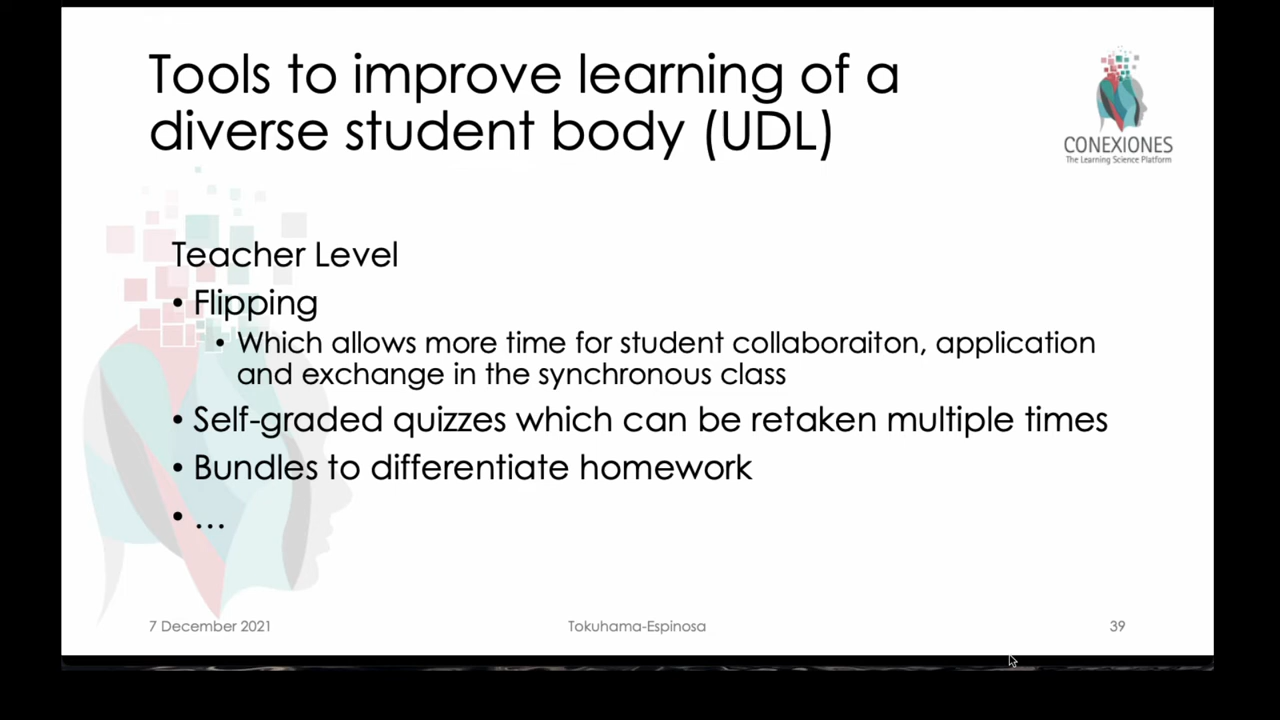 Tools to improve learning of a
diverse student body (UDL)
CONEXIONES
The Learning Science Platform
Teacher Level
• Flipping
• Which allows more time for student collaboraiton, application
and exchange in the synchronous class
• Self-graded quizzes which can be retaken multiple times
• Bundles to differentiate homework
• …
7 December 2021
Tokuhama-Espinosa
39